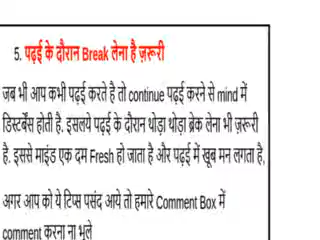 5. पढ़ई के दौरान Break लेना है ज़रूरी
जब भी आप कभी पढ़ई करते है तो continue पढ़ई करने से mind में
डिस्टर्बेंस होती है. इसलये पढ़ई के दौरान थोड़ा थोड़ा ब्रेक लेना भी ज़रूरी
है. इससे माइंड एक दम Fresh हो जाता है और पढ़ई में खूब मन लगता है,
अगर आप को ये टिप्स पसंद आये तो हमारे Comment Box में
comment करना ना भूले